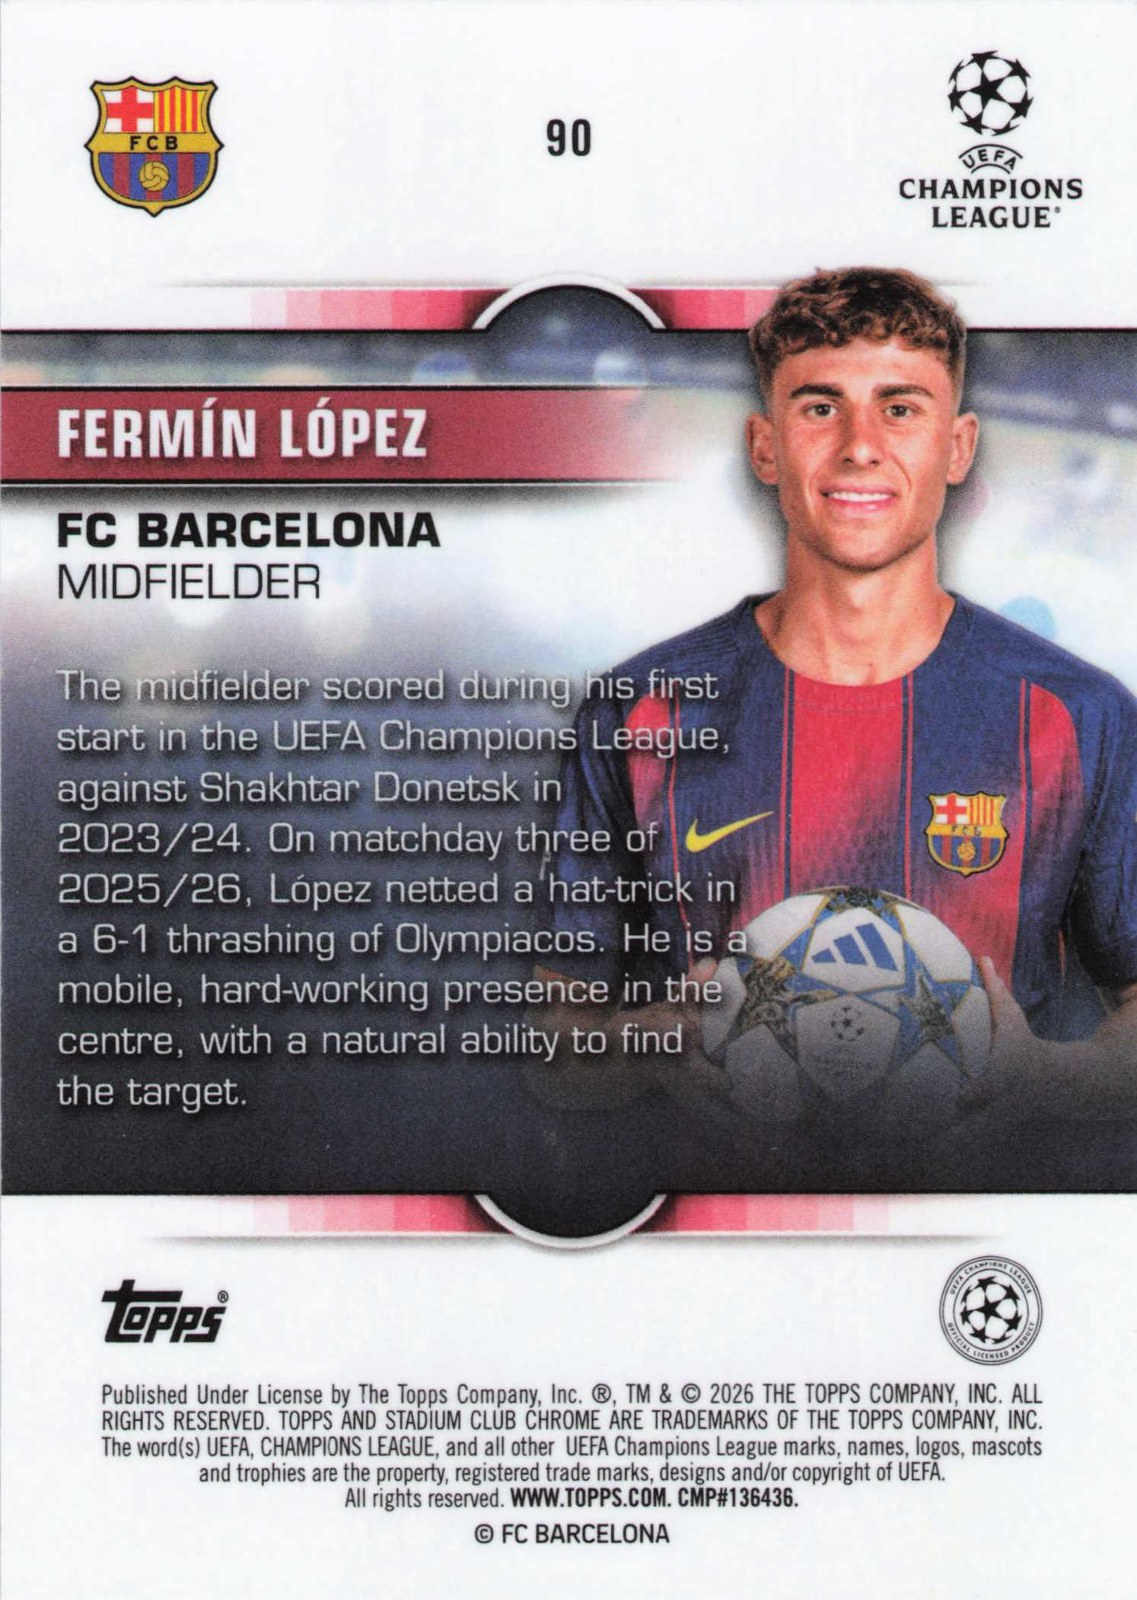 FCB
90
UEFA
CHAMPIONS
LEAGUE®
FERMÍN LÓPEZ
FC BARCELONA
MIDFIELDER
The midfielder scored during his first
start in the UEFA Champions League,
against Shakhtar Donetsk in
2023/24. On matchday three of
2025/26, López netted a hat-trick in
a 6-1 thrashing of Olympiacos. He is a
mobile, hard-working presence in the
centre, with a natural ability to find
the target.
FCB
Topps®
UEFA CHAMPIONS LEAGUE
OFFICIAL LICENSED PRODUCT
Published Under License by The Topps Company, Inc. ®, TM & © 2026 THE TOPPS COMPANY, INC. ALL
RIGHTS RESERVED. TOPPS AND STADIUM CLUB CHROME ARE TRADEMARKS OF THE TOPPS COMPANY, INC.
The word(s) UEFA, CHAMPIONS LEAGUE, and all other UEFA Champions League marks, names, logos, mascots
and trophies are the property, registered trade marks, designs and/or copyright of UEFA.
All rights reserved. WWW.TOPPS.COM. CMP#136436.
© FC BARCELONA